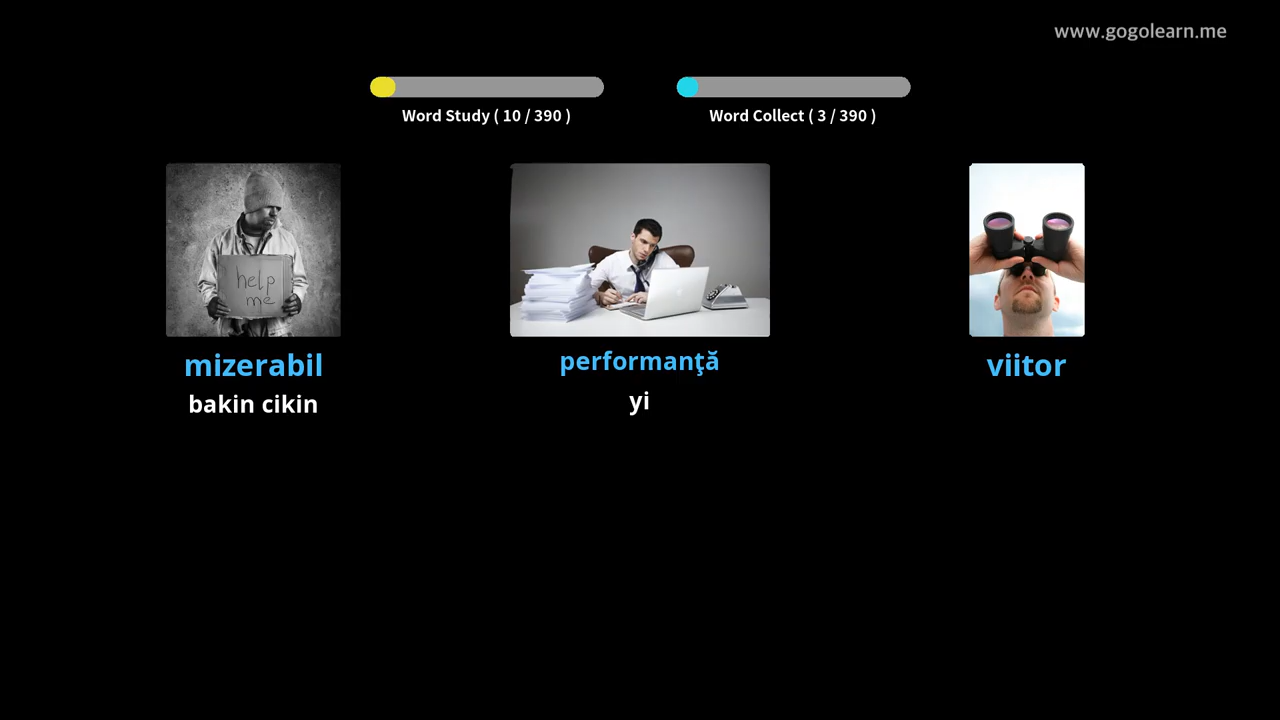 www.gogolearn.me
Word Study ( 10 / 390 )
Word Collect ( 3 / 390 )
help
me
mizerabil
performanţă
viitor
bakin cikin
yi